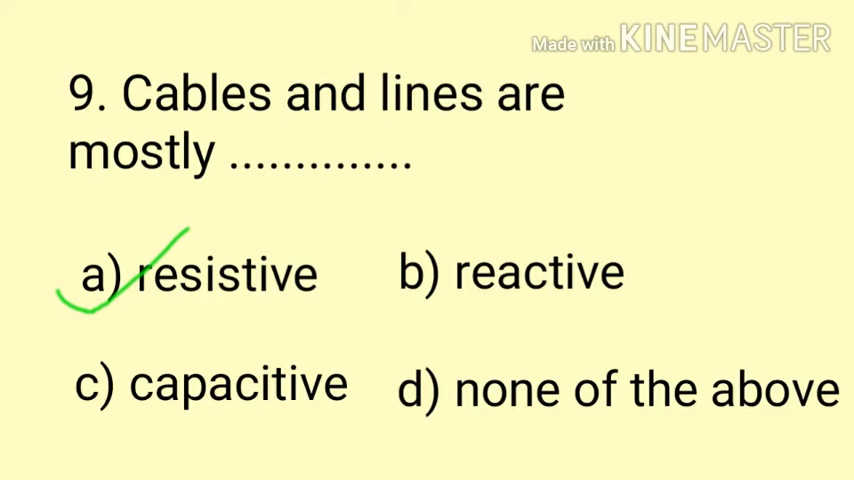 Made with KINEMASTER
9. Cables and lines are
mostly ..............
a) resistive b) reactive
c) capacitive d) none of the above